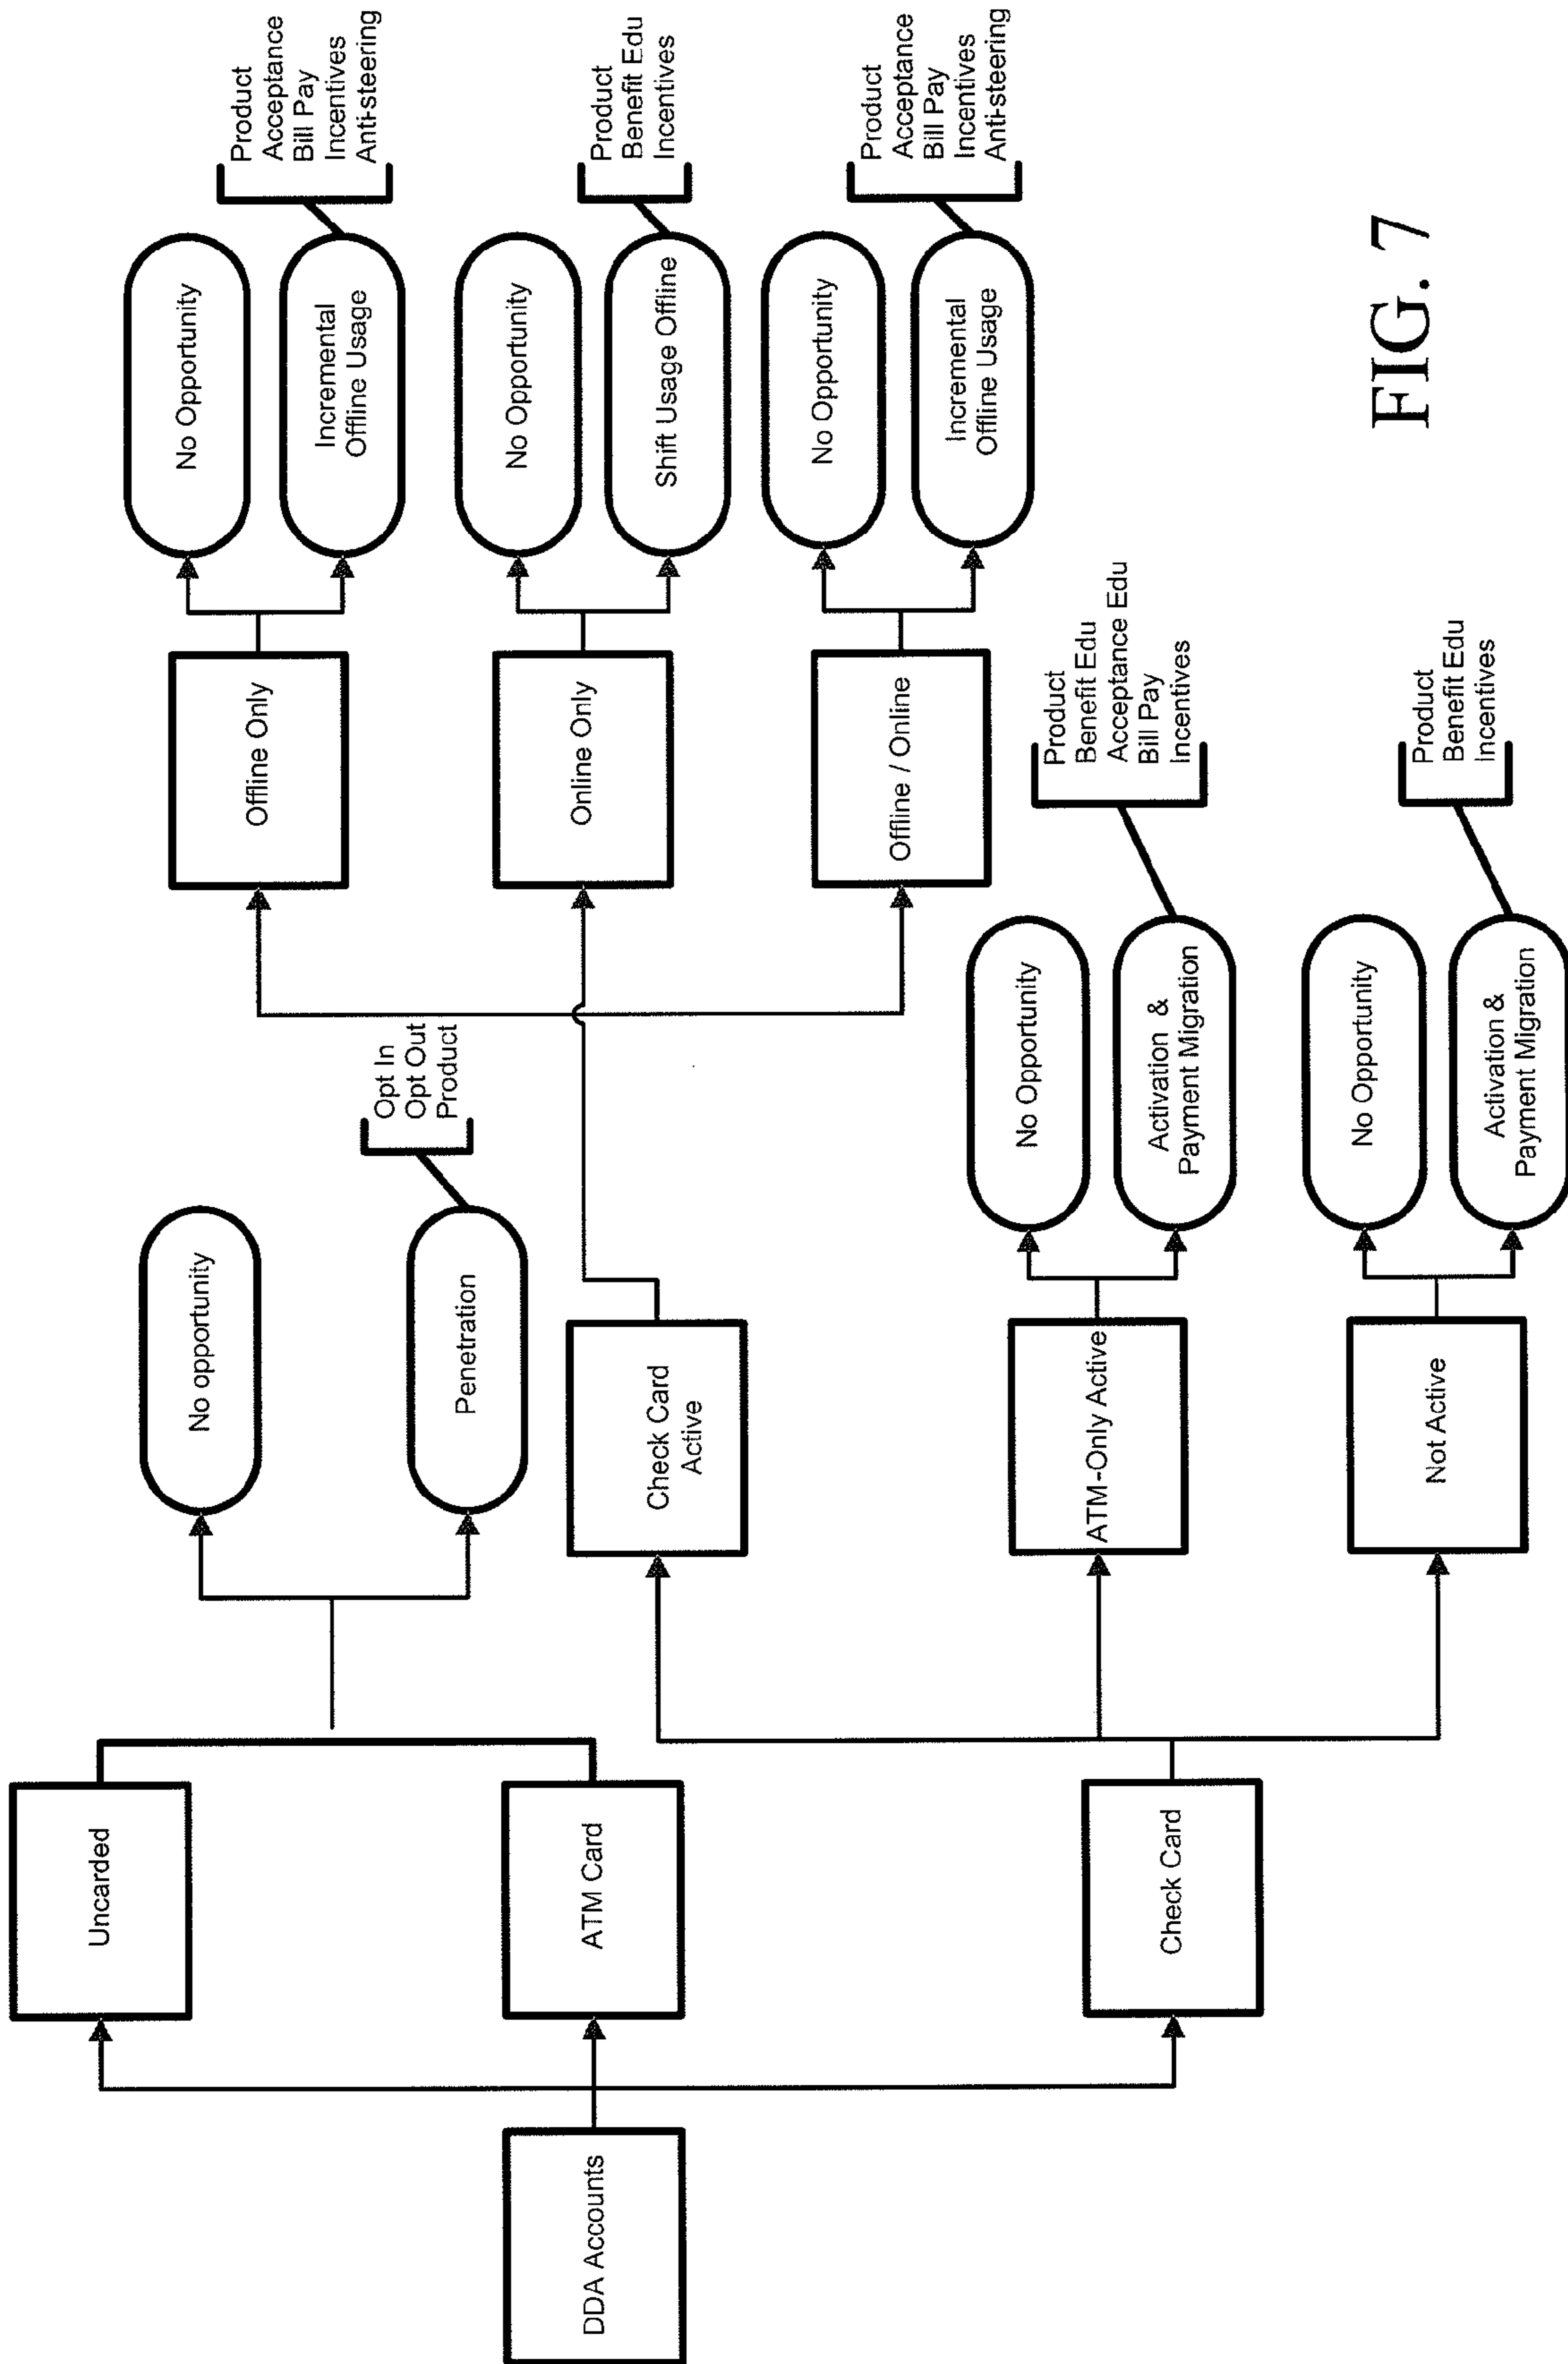 DDA Accounts
Uncarded
ATM Card
Check Card
No opportunity
Penetration
Opt In
Opt Out
Product
Check Card
Active
ATM-Only Active
Not Active
Offline Only
Online Only
Offline / Online
No Opportunity
Incremental
Offline Usage
Product
Acceptance
Bill Pay
Incentives
Anti-steering
No Opportunity
Shift Usage Offline
Product
Benefit Edu
Incentives
No Opportunity
Incremental
Offline Usage
Product
Acceptance
Bill Pay
Incentives
Anti-steering
No Opportunity
Activation &
Payment Migration
Product
Benefit Edu
Acceptance Edu
Bill Pay
Incentives
No Opportunity
Activation &
Payment Migration
Product
Benefit Edu
Incentives
FIG. 7